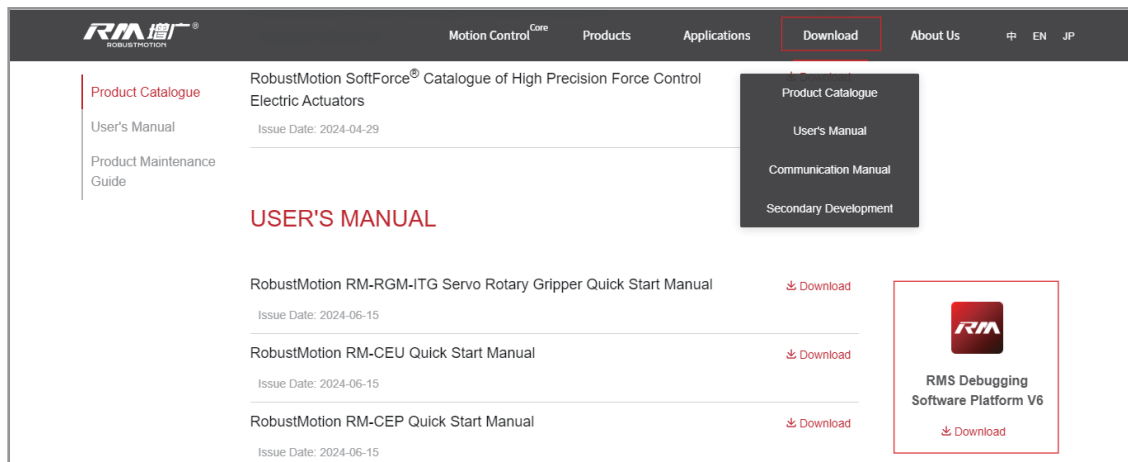 RM 增广®
ROBUSTMOTION
Motion Control Core
Products
Applications
Download
About Us
中 EN JP
Product Catalogue
User's Manual
Product Maintenance
Guide
RobustMotion SoftForce® Catalogue of High Precision Force Control
Electric Actuators
Issue Date: 2024-04-29
Product Catalogue
User's Manual
Communication Manual
Secondary Development
USER'S MANUAL
RobustMotion RM-RGM-ITG Servo Rotary Gripper Quick Start Manual
Download
Issue Date: 2024-06-15
RobustMotion RM-CEU Quick Start Manual
Download
Issue Date: 2024-06-15
RobustMotion RM-CEP Quick Start Manual
Download
Issue Date: 2024-06-15
RM
RMS Debugging
Software Platform V6
Download